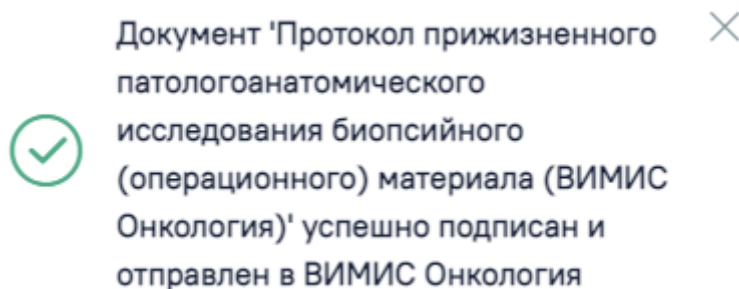 Документ 'Протокол прижизненного
патологоанатомического
исследования биопсийного
(операционного) материала (ВИМИС
Онкология)' успешно подписан и
отправлен в ВИМИС Онкология